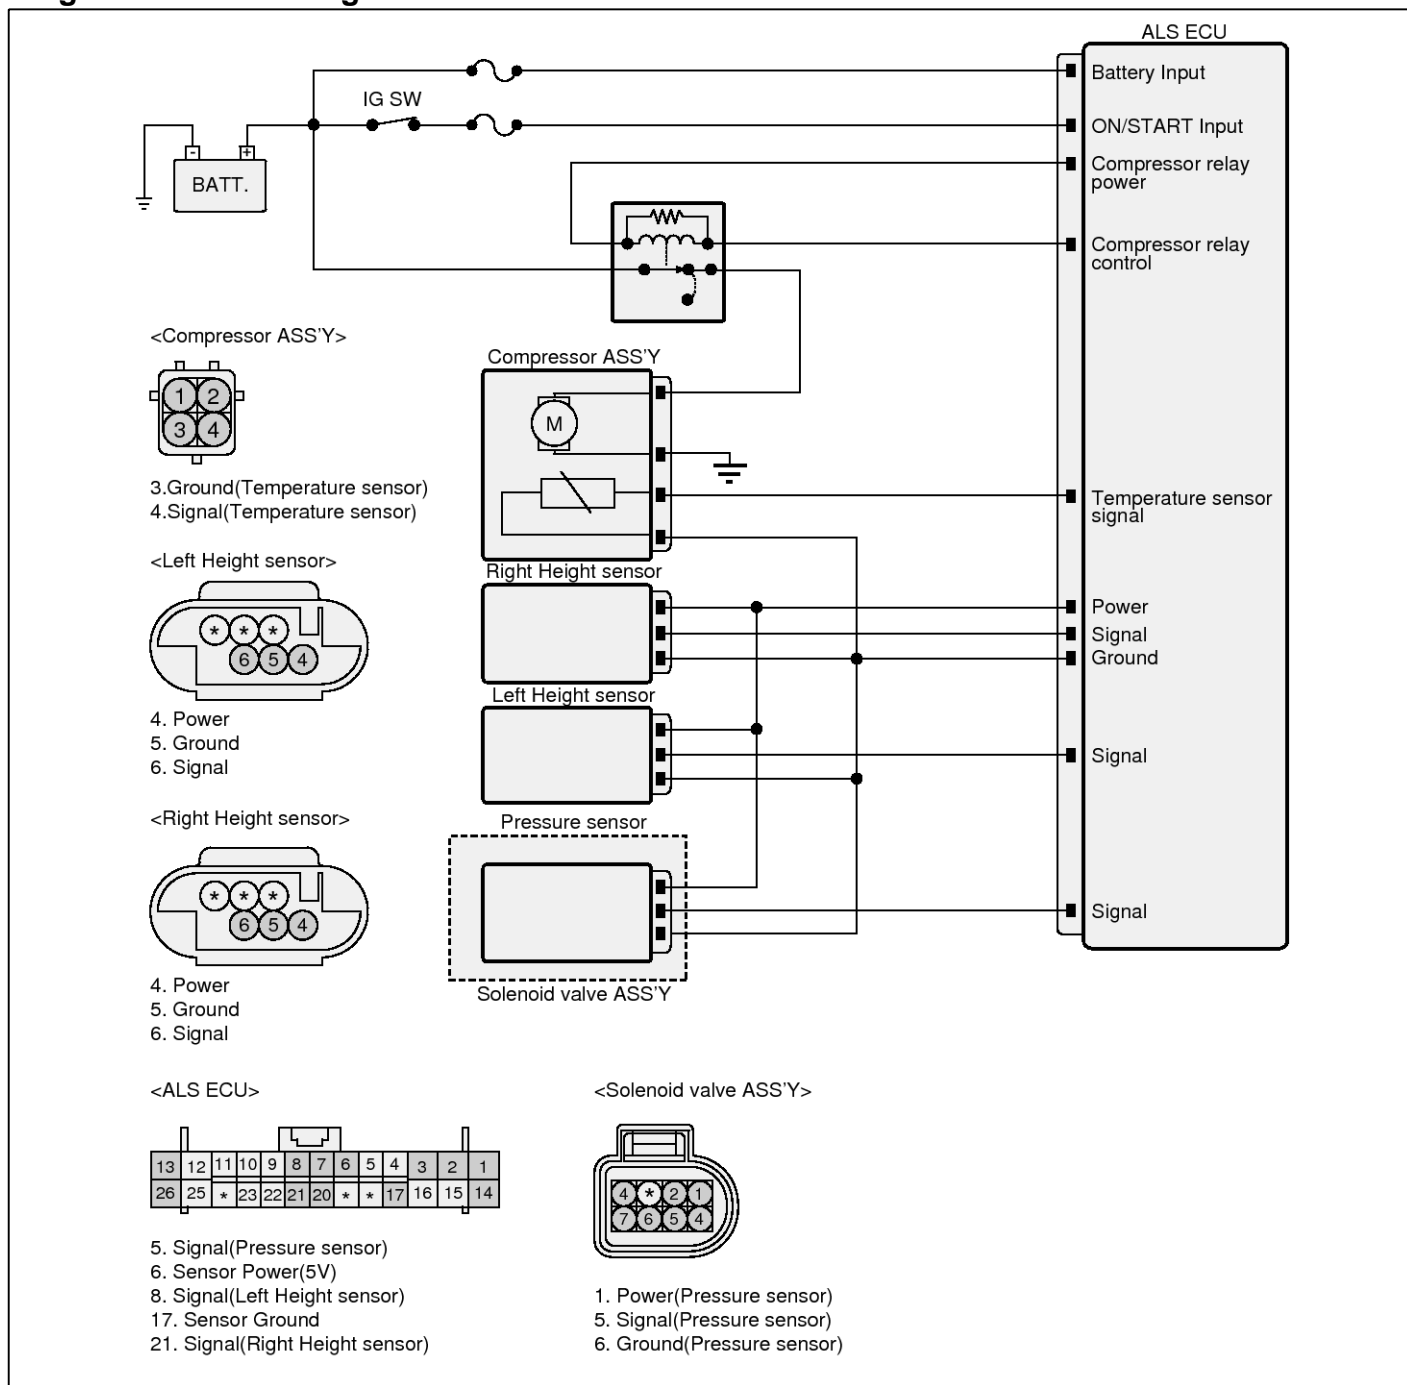 ALS ECU
Battery Input
IG SW
ON/START Input
- +
BATT.
Compressor relay
power
Compressor relay
control
<Compressor ASS'Y>
1 2
3 4
3.Ground(Temperature sensor)
4.Signal(Temperature sensor)
Compressor ASS'Y
M
Temperature sensor
signal
<Left Height sensor>
* * *
6 5 4
4. Power
5. Ground
6. Signal
Right Height sensor
Power
Signal
Ground
Left Height sensor
Signal
<Right Height sensor>
* * *
6 5 4
4. Power
5. Ground
6. Signal
Pressure sensor
Signal
Solenoid valve ASS'Y
<ALS ECU>
13 12 11 10 9 8 7 6 5 4 3 2 1
26 25 * 23 22 21 20 * * 17 16 15 14
5. Signal(Pressure sensor)
6. Sensor Power(5V)
8. Signal(Left Height sensor)
17. Sensor Ground
21. Signal(Right Height sensor)
<Solenoid valve ASS'Y>
4 * 2 1
7 6 5 4
1. Power(Pressure sensor)
5. Signal(Pressure sensor)
6. Ground(Pressure sensor)